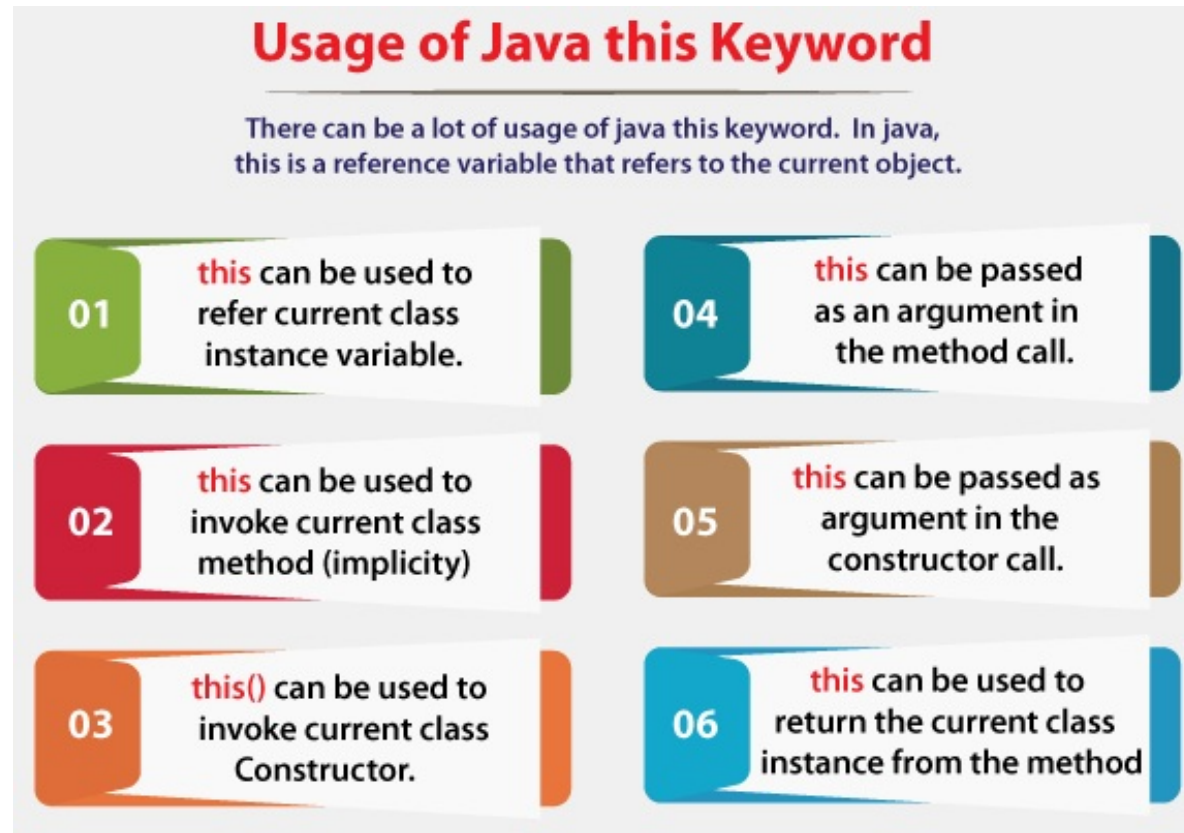 Usage of Java this Keyword
There can be a lot of usage of java this keyword. In java,
this is a reference variable that refers to the current object.
01
this can be used to
refer current class
instance variable.
02
this can be used to
invoke current class
method (implicity)
03
this() can be used to
invoke current class
Constructor.
04
this can be passed
as an argument in
the method call.
05
this can be passed as
argument in the
constructor call.
06
this can be used to
return the current class
instance from the method